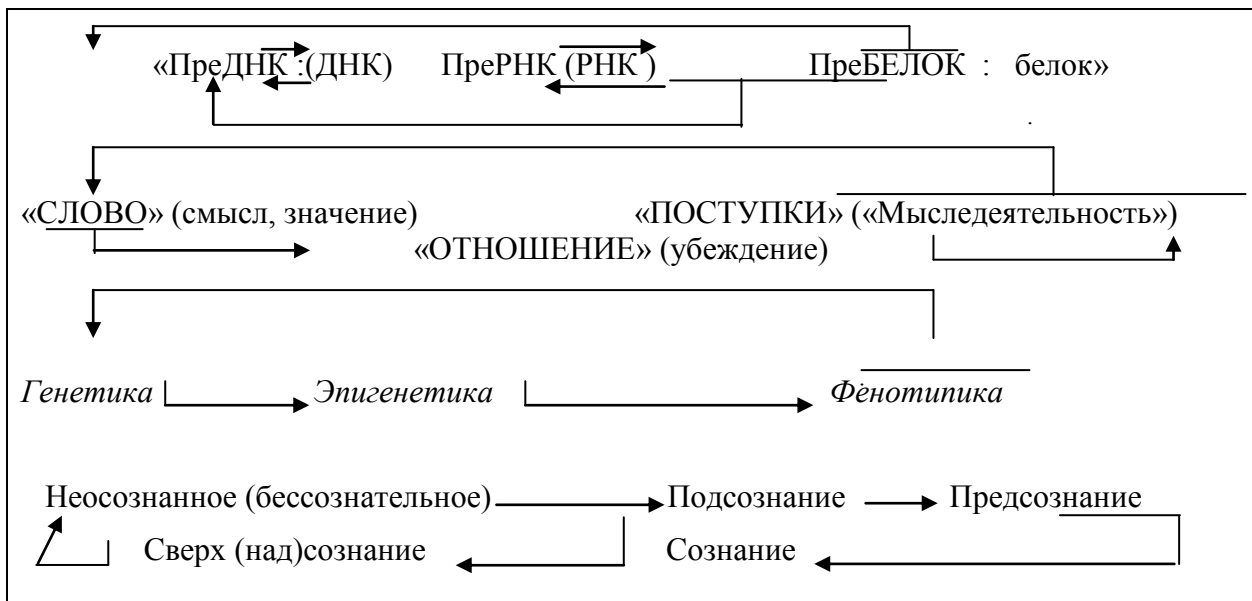 «ПреДНК :(ДНК) ПреРНК (РНК ) ПреБЕЛОК : белок»
«СЛОВО» (смысл, значение) «ПОСТУПКИ» («Мыследеятельность»)
«ОТНОШЕНИЕ» (убеждение)
Генетика Эпигенетика Фенотипика
Неосознанное (бессознательное) Подсознание Предсознание
Сверх (над)сознание Сознание